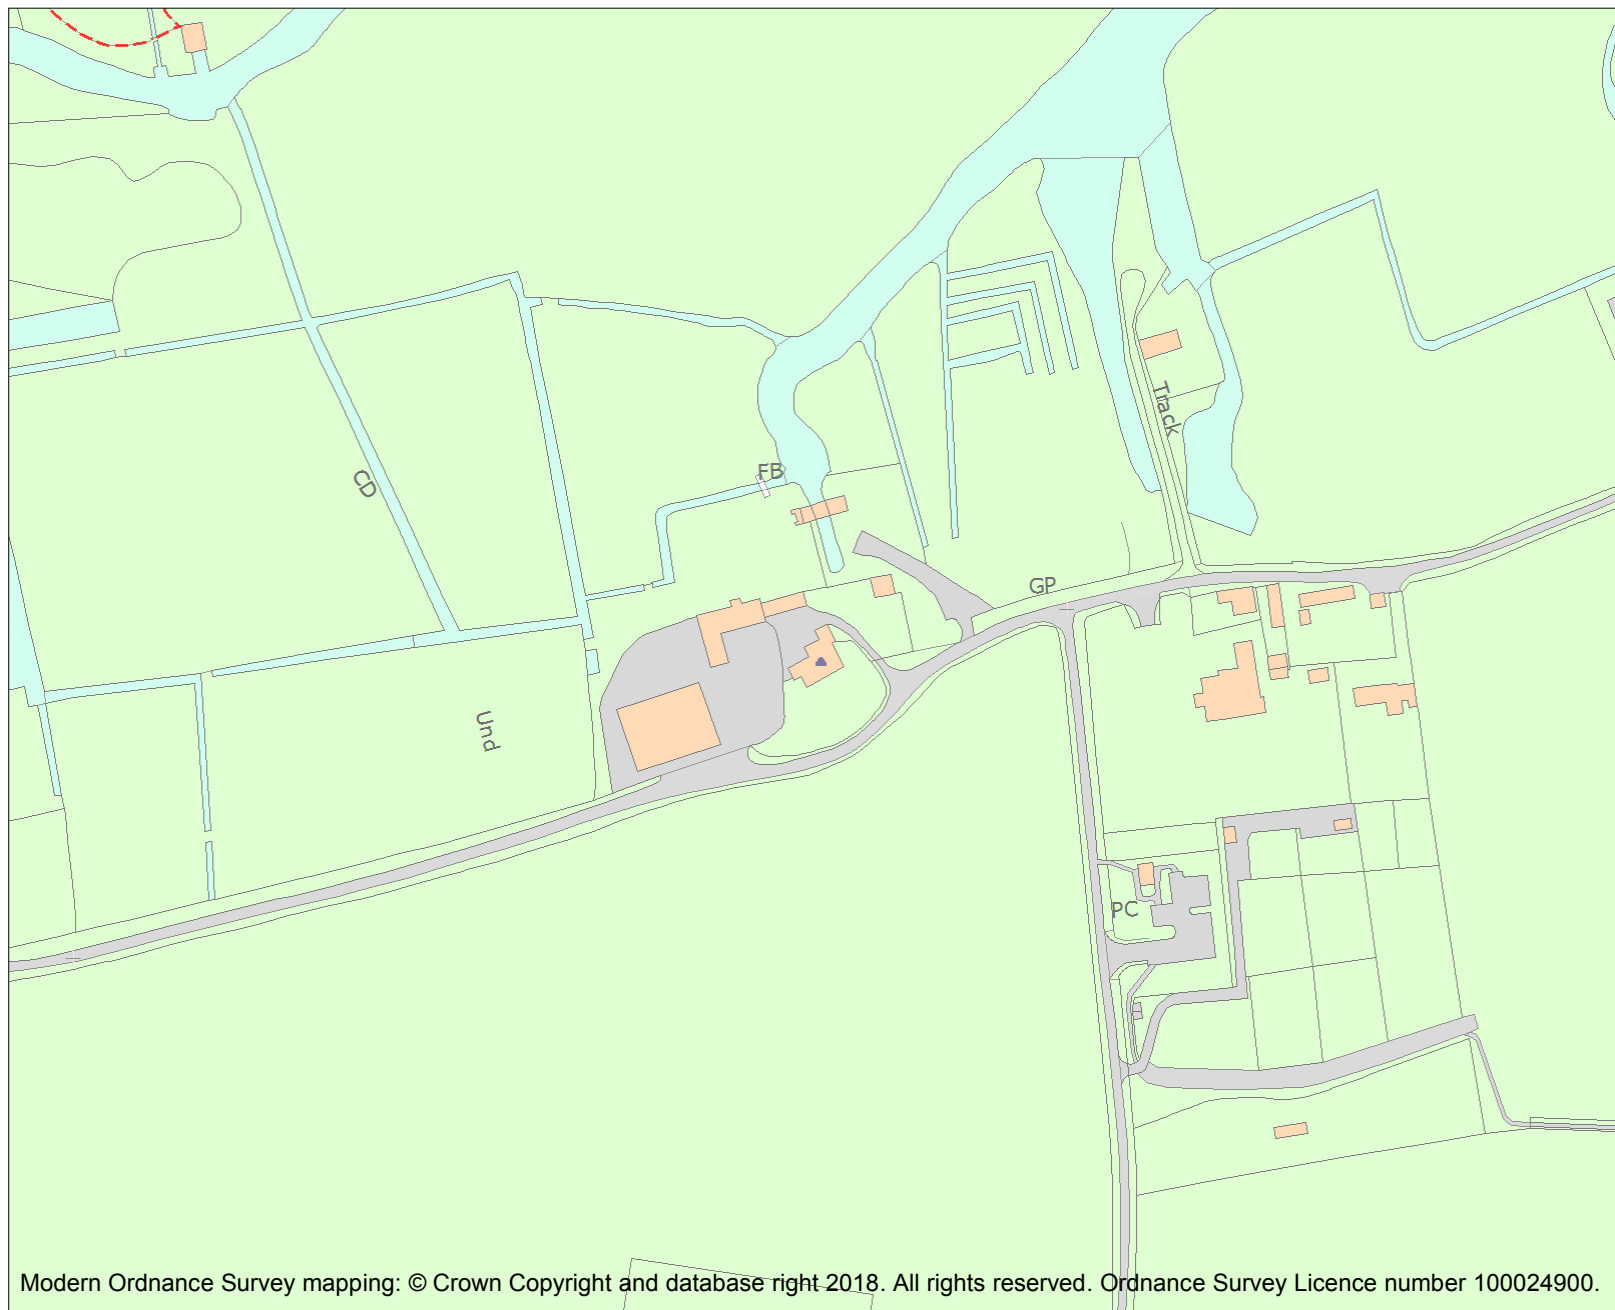 Track
FB
CD
GP
Und
PC
Modern Ordnance Survey mapping: © Crown Copyright and database right 2018. All rights reserved. Ordnance Survey Licence number 100024900.